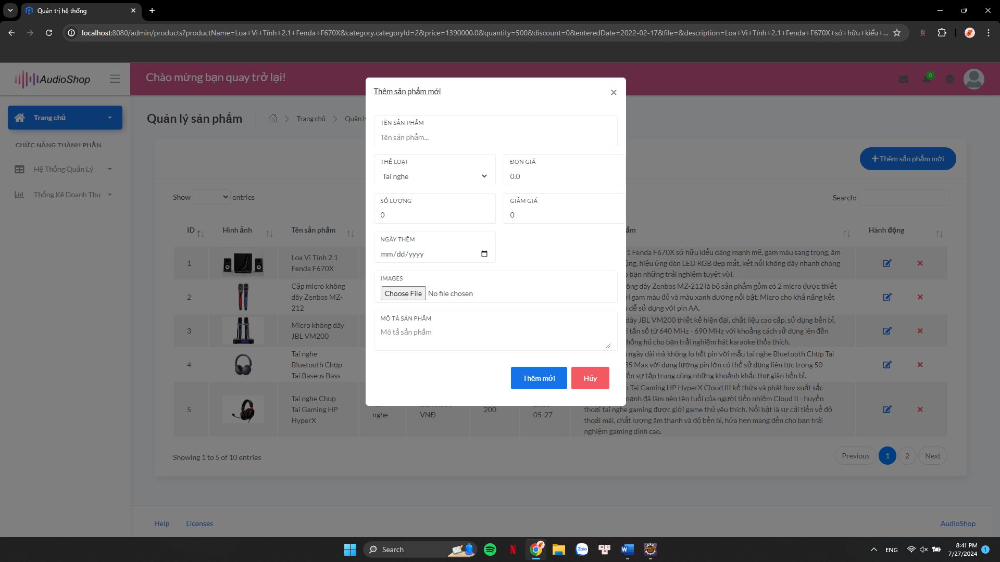 Quản trị hệ thống
localhost:8080/admin/products?productName=Loa+Vi+Tính+2.1+Fenda+F670X&category.categoryId=2&price=1390000.0&quantity=500&discount=0&enteredDate=2022-02-17&file=&description=Loa+Vi+Tính+2.1+Fenda+F670X+sở+hữu+kiểu+...
AudioShop
Chào mừng bạn quay trở lại!
0
Trang chủ
CHỨC NĂNG THÀNH PHẦN
Hệ Thống Quản Lý
Thống Kê Doanh Thu
Quản lý sản phẩm
Trang chủ
Quản lý
Thêm sản phẩm mới
Show
entries
Search:
ID
Hình ảnh
Tên sản phẩm
ẩm
Hành động
1
Loa Vi Tính 2.1
Fenda F670X
1 Fenda F670X sở hữu kiểu dáng mạnh mẽ, gam màu sang trọng, âm
ộng, hiệu ứng đèn LED RGB đẹp mắt, kết nối không dây nhanh chóng
o bạn những trải nghiệm tuyệt vời.
2
Cặp micro không
dây Zenbos MZ-
212
ông dây Zenbos MZ-212 là bộ sản phẩm gồm có 2 micro được thiết
ới gam màu đỏ và màu xanh dương nổi bật. Micro cho khả năng kết
dễ sử dụng với pin AA.
3
Micro không dây
JBL VM200
dây JBL VM200 thiết kế hiện đại, chất liệu cao cấp, sử dụng bền bỉ,
i tần số từ 640 MHz - 690 MHz với khoảng cách sử dụng lên đến
hống hú cho bạn trải nghiệm hát karaoke thỏa thích.
4
Tai nghe
Bluetooth Chụp
Tai Baseus Bass
ngày dài mà không lo hết pin với mẫu tai nghe Bluetooth Chụp Tai
35 Max với dung lượng pin lớn có thể sử dụng liên tục trong 50
ến sự tập trung cùng những khoảnh khắc thư giãn bền bỉ.
5
Tai nghe Chụp
Tai Gaming HP
HyperX
nghe
VNĐ
200
05-27
p Tai Gaming HP HyperX Cloud III kế thừa và phát huy xuất sắc
mạnh đã làm nên tên tuổi của người tiền nhiệm Cloud II - huyền
thoại tai nghe gaming được giới game thủ yêu thích. Nổi bật là sự cải tiến về độ
thoải mái, chất lượng âm thanh và độ bền bỉ, hứa hẹn mang đến cho bạn trải
nghiệm gaming đỉnh cao.
Showing 1 to 5 of 10 entries
Previous
1
2
Next
Thêm sản phẩm mới
×
TÊN SẢN PHẨM
Tên sản phẩm...
THỂ LOẠI
Tai nghe
ĐƠN GIÁ
0.0
SỐ LƯỢNG
0
GIẢM GIÁ
0
NGÀY THÊM
mm/dd/yyyy
IMAGES
Choose File No file chosen
MÔ TẢ SẢN PHẨM
Mô tả sản phẩm
Thêm mới
Hủy
Help
Licenses
AudioShop
Search
Zalo
ENG
8:41 PM
7/27/2024
1